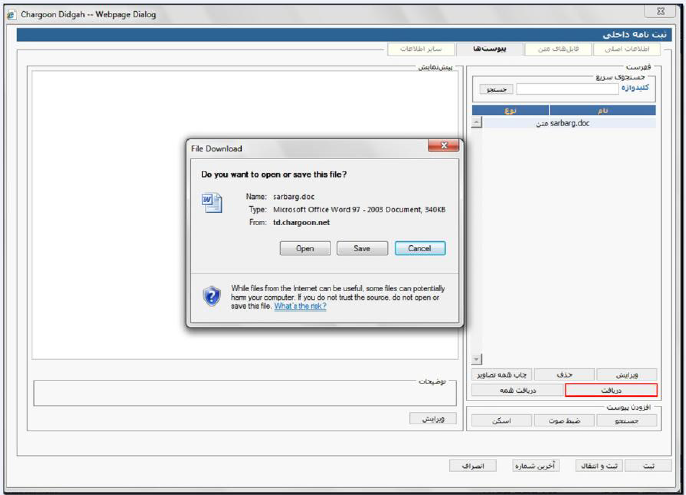 Chargoon Didgah -- Webpage Dialog
ثبت نامه داخلی
اطلاعات اصلی
فایل‌های متن
پیوست‌ها
سایر اطلاعات
فهرست
پیش‌نمایش
جستجوی سریع
کلیدواژه
جستجو
نام
نوع
sarbarg.doc متن
File Download
Do you want to open or save this file?
Name: sarbarg.doc
Type: Microsoft Office Word 97 - 2003 Document, 340KB
From: td.chargoon.net
Open
Save
Cancel
While files from the Internet can be useful, some files can potentially
harm your computer. If you do not trust the source, do not open or
save this file. What's the risk?
ویرایش
حذف
چاپ همه تصاویر
دریافت
دریافت همه
توضیحات
ویرایش
افزودن پیوست
جستجو
ضبط صوت
اسکن
ثبت
ثبت و انتقال
آخرین شماره
انصراف